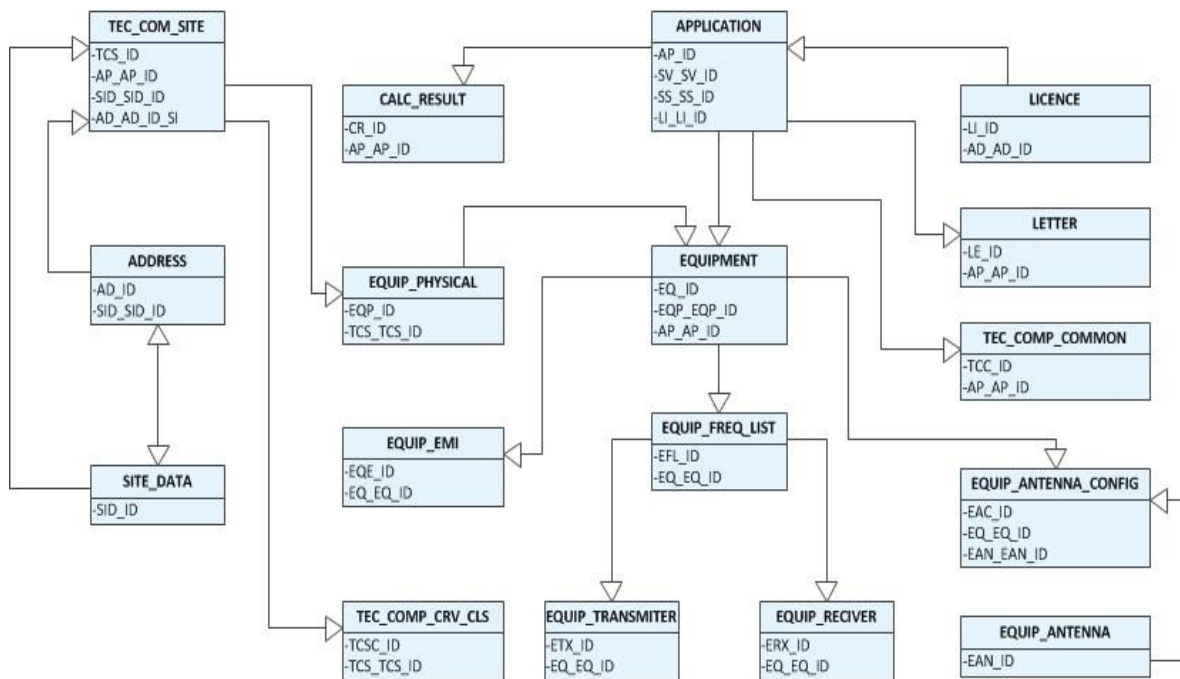 TEC_COM_SITE
-TCS_ID
-AP_AP_ID
-SID_SID_ID
-AD_AD_ID_SI
APPLICATION
-AP_ID
-SV_SV_ID
-SS_SS_ID
-LI_LI_ID
CALC_RESULT
-CR_ID
-AP_AP_ID
LICENCE
-LI_ID
-AD_AD_ID
LETTER
-LE_ID
-AP_AP_ID
ADDRESS
-AD_ID
-SID_SID_ID
EQUIP_PHYSICAL
-EQP_ID
-TCS_TCS_ID
EQUIPMENT
-EQ_ID
-EQP_EQP_ID
-AP_AP_ID
TEC_COMP_COMMON
-TCC_ID
-AP_AP_ID
EQUIP_EMI
-EQE_ID
-EQ_EQ_ID
EQUIP_FREQ_LIST
-EFL_ID
-EQ_EQ_ID
SITE_DATA
-SID_ID
EQUIP_ANTENNA_CONFIG
-EAC_ID
-EQ_EQ_ID
-EAN_EAN_ID
TEC_COMP_CRV_CLS
-TCSC_ID
-TCS_TCS_ID
EQUIP_TRANSMITER
-ETX_ID
-EQ_EQ_ID
EQUIP_RECIVER
-ERX_ID
-EQ_EQ_ID
EQUIP_ANTENNA
-EAN_ID